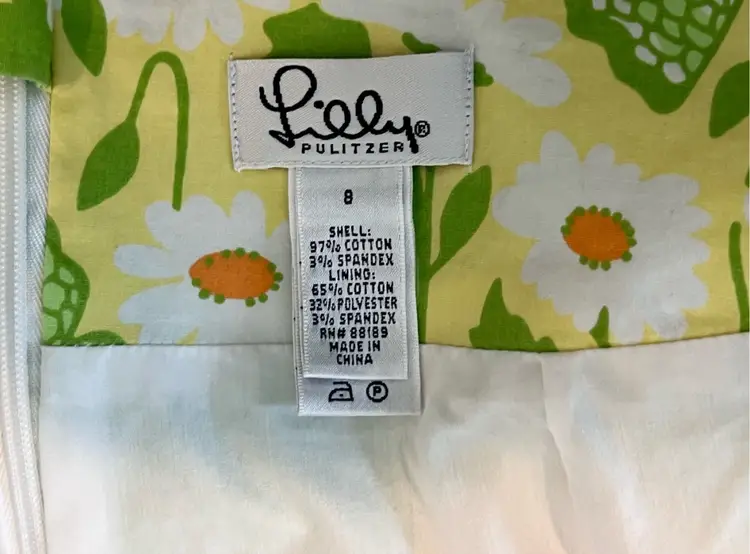 Lilly®
PULITZER
8
SHELL:
97% COTTON
3% SPANDEX
LINING:
65% COTTON
32% POLYESTER
3% SPANDEX
RN# 88189
MADE IN
CHINA
P